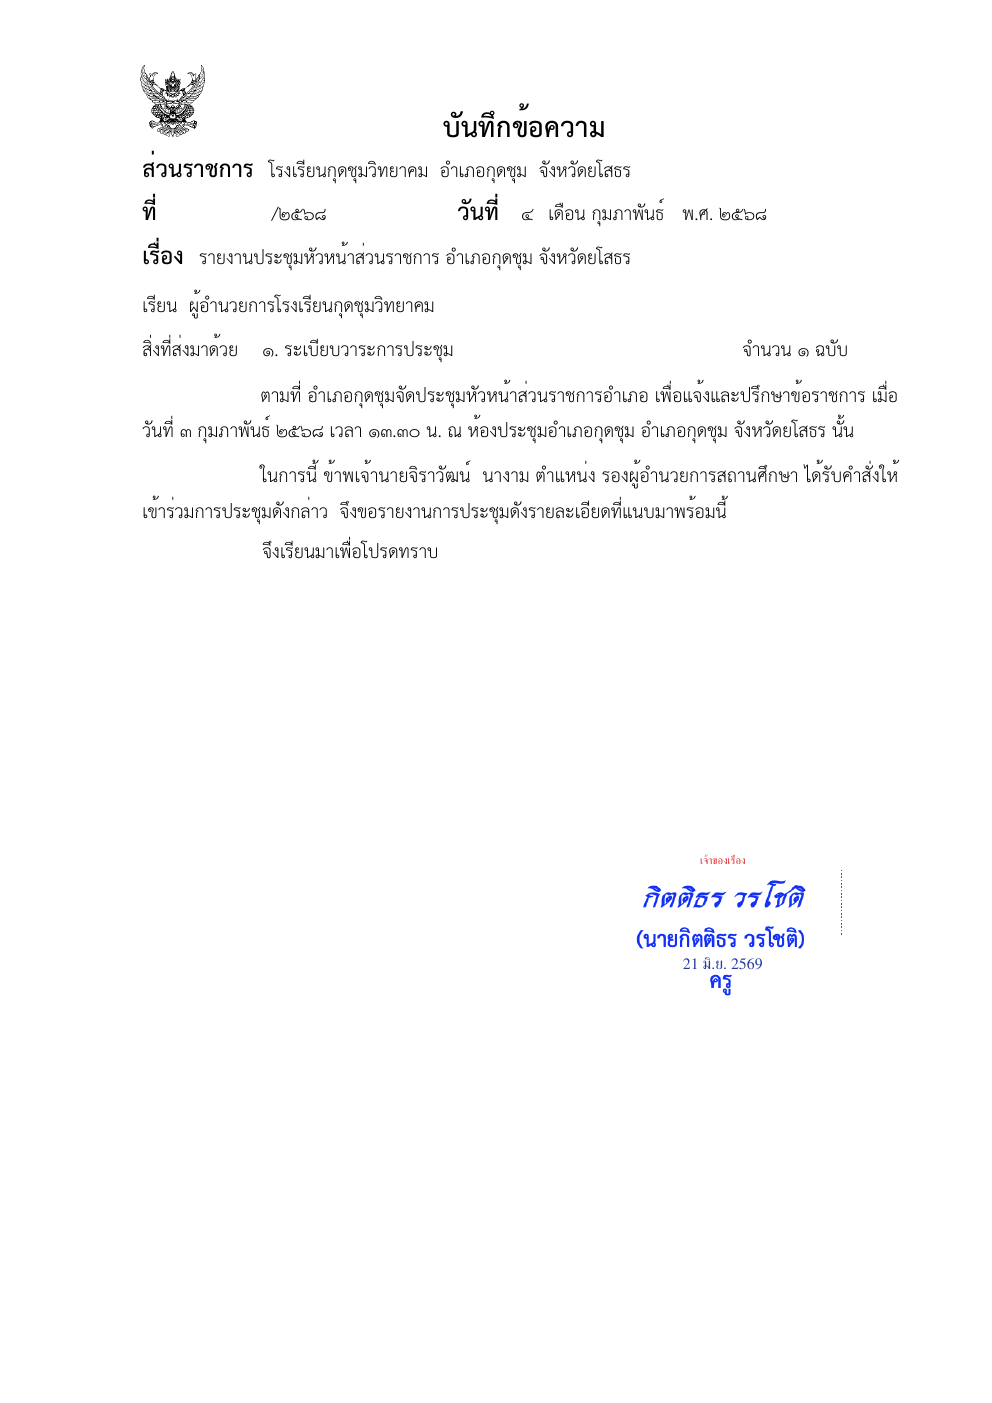 บันทึกข้อความ
ส่วนราชการ โรงเรียนกุดชุมวิทยาคม อำเภอกุดชุม จังหวัดยโสธร
ที่ /๒๕๖๘ วันที่ ๔ เดือน กุมภาพันธ์ พ.ศ. ๒๕๖๘
เรื่อง รายงานประชุมหัวหน้าส่วนราชการ อำเภอกุดชุม จังหวัดยโสธร
เรียน ผู้อำนวยการโรงเรียนกุดชุมวิทยาคม
สิ่งที่ส่งมาด้วย ๑. ระเบียบวาระการประชุม จำนวน ๑ ฉบับ
ตามที่ อำเภอกุดชุมจัดประชุมหัวหน้าส่วนราชการอำเภอ เพื่อแจ้งและปรึกษาข้อราชการ เมื่อ
วันที่ ๓ กุมภาพันธ์ ๒๕๖๘ เวลา ๑๓.๓๐ น. ณ ห้องประชุมอำเภอกุดชุม อำเภอกุดชุม จังหวัดยโสธร นั้น
ในการนี้ ข้าพเจ้านายจิราวัฒน์ นางาม ตำแหน่ง รองผู้อำนวยการสถานศึกษา ได้รับคำสั่งให้
เข้าร่วมการประชุมดังกล่าว จึงขอรายงานการประชุมดังรายละเอียดที่แนบมาพร้อมนี้
จึงเรียนมาเพื่อโปรดทราบ
เจ้าของเรื่อง
กิตติธร วรโชติ
(นายกิตติธร วรโชติ)
21 มิ.ย. 2569
ครู